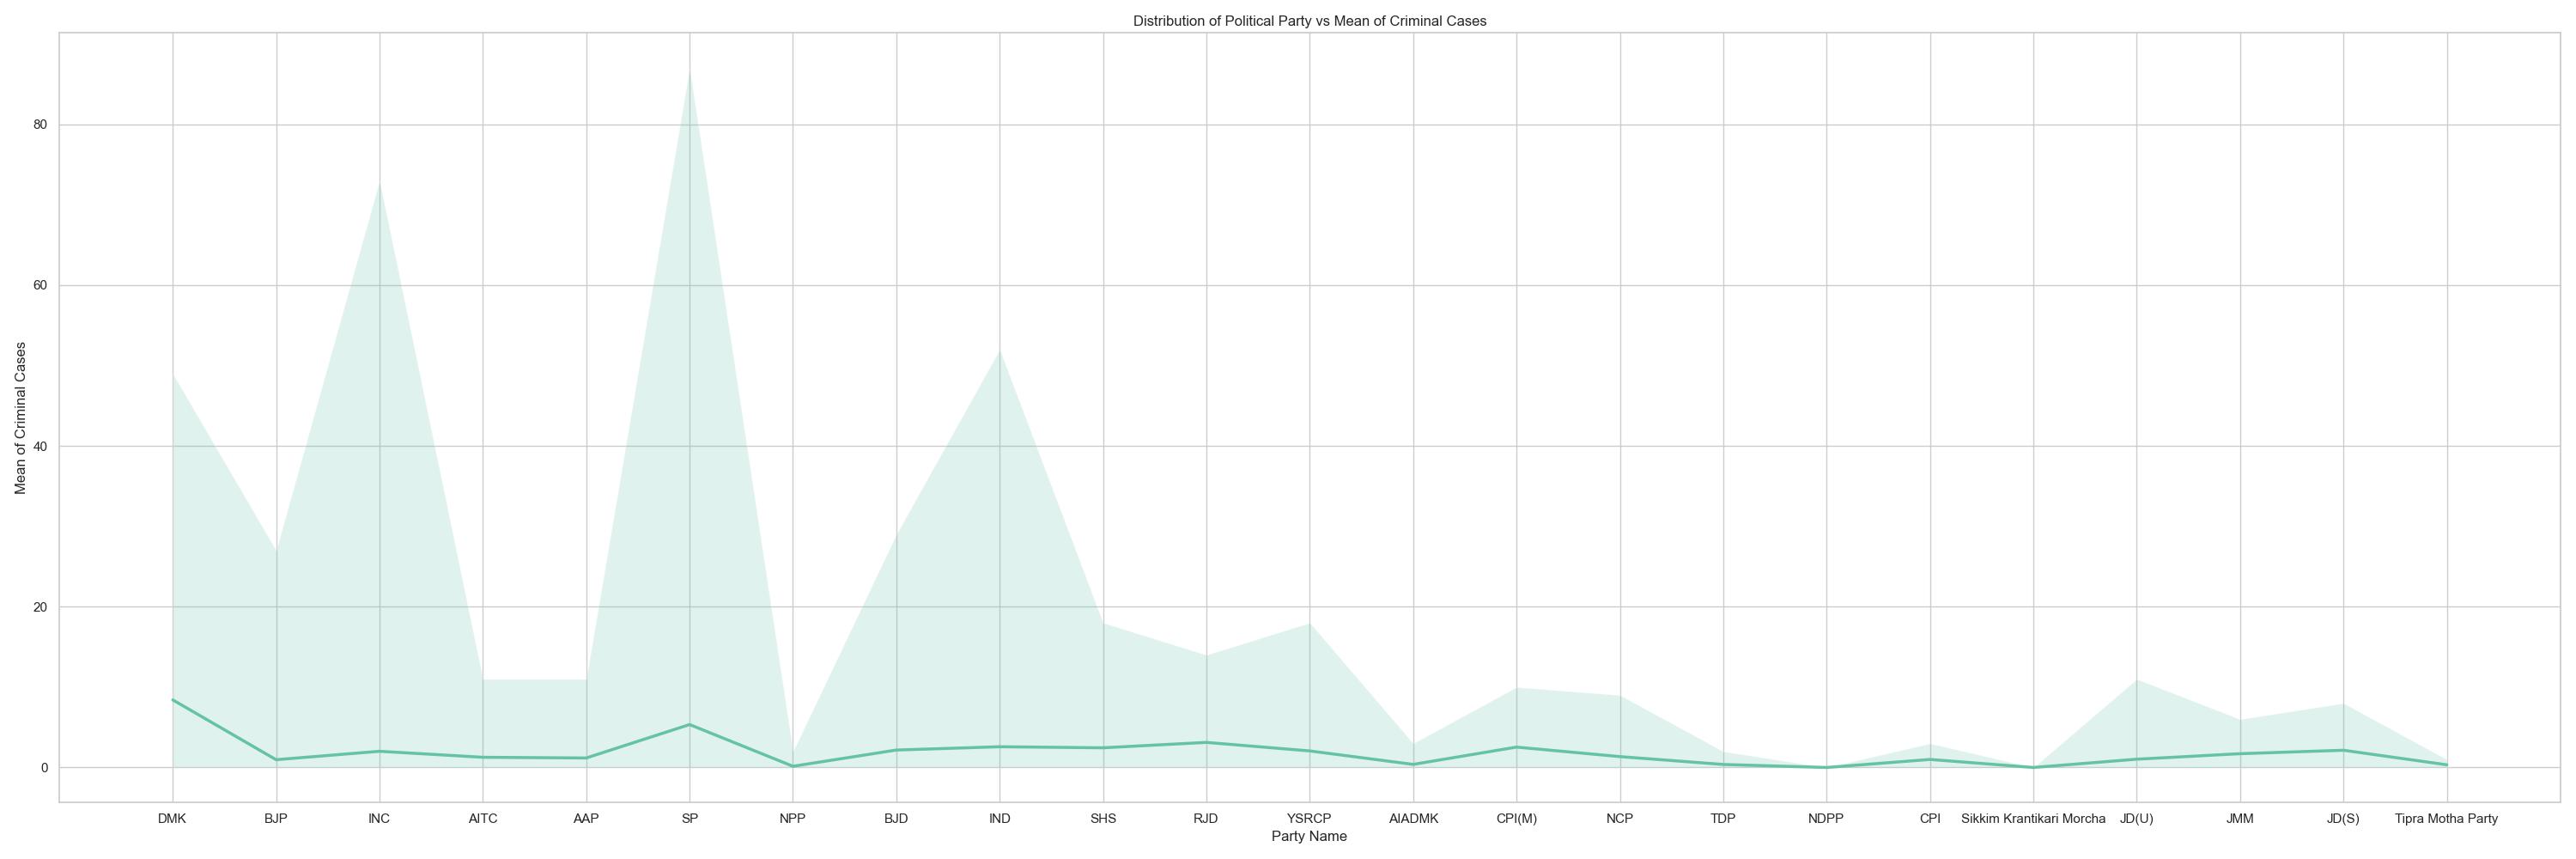 Distribution of Political Party vs Mean of Criminal Cases
Mean of Criminal Cases
80
60
40
20
0
DMK BJP INC AITC AAP SP NPP BJD IND SHS RJD YSRCP AIADMK CPI(M) NCP TDP NDPP CPI Sikkim Krantikari Morcha JD(U) JMM JD(S) Tipra Motha Party
Party Name